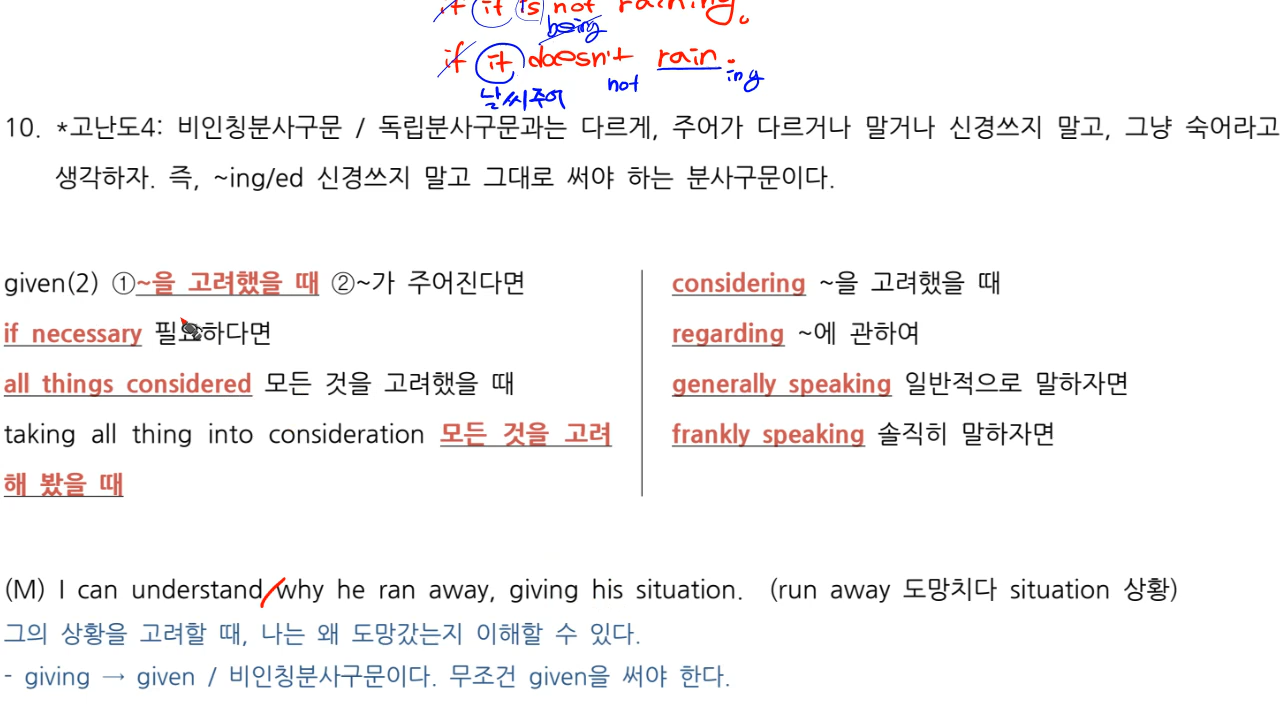 if it is not raining.
being
if it doesn't rain.
not ing
날씨주어
10. *고난도4: 비인칭분사구문 / 독립분사구문과는 다르게, 주어가 다르거나 말거나 신경쓰지 말고, 그냥 숙어라고
생각하자. 즉, ~ing/ed 신경쓰지 말고 그대로 써야 하는 분사구문이다.
given(2) ①~을 고려했을 때 ②~가 주어진다면
if necessary 필요하다면
all things considered 모든 것을 고려했을 때
taking all thing into consideration 모든 것을 고려
해 봤을 때
considering ~을 고려했을 때
regarding ~에 관하여
generally speaking 일반적으로 말하자면
frankly speaking 솔직히 말하자면
(M) I can understand why he ran away, giving his situation. (run away 도망치다 situation 상황)
그의 상황을 고려할 때, 나는 왜 도망갔는지 이해할 수 있다.
- giving → given / 비인칭분사구문이다. 무조건 given을 써야 한다.